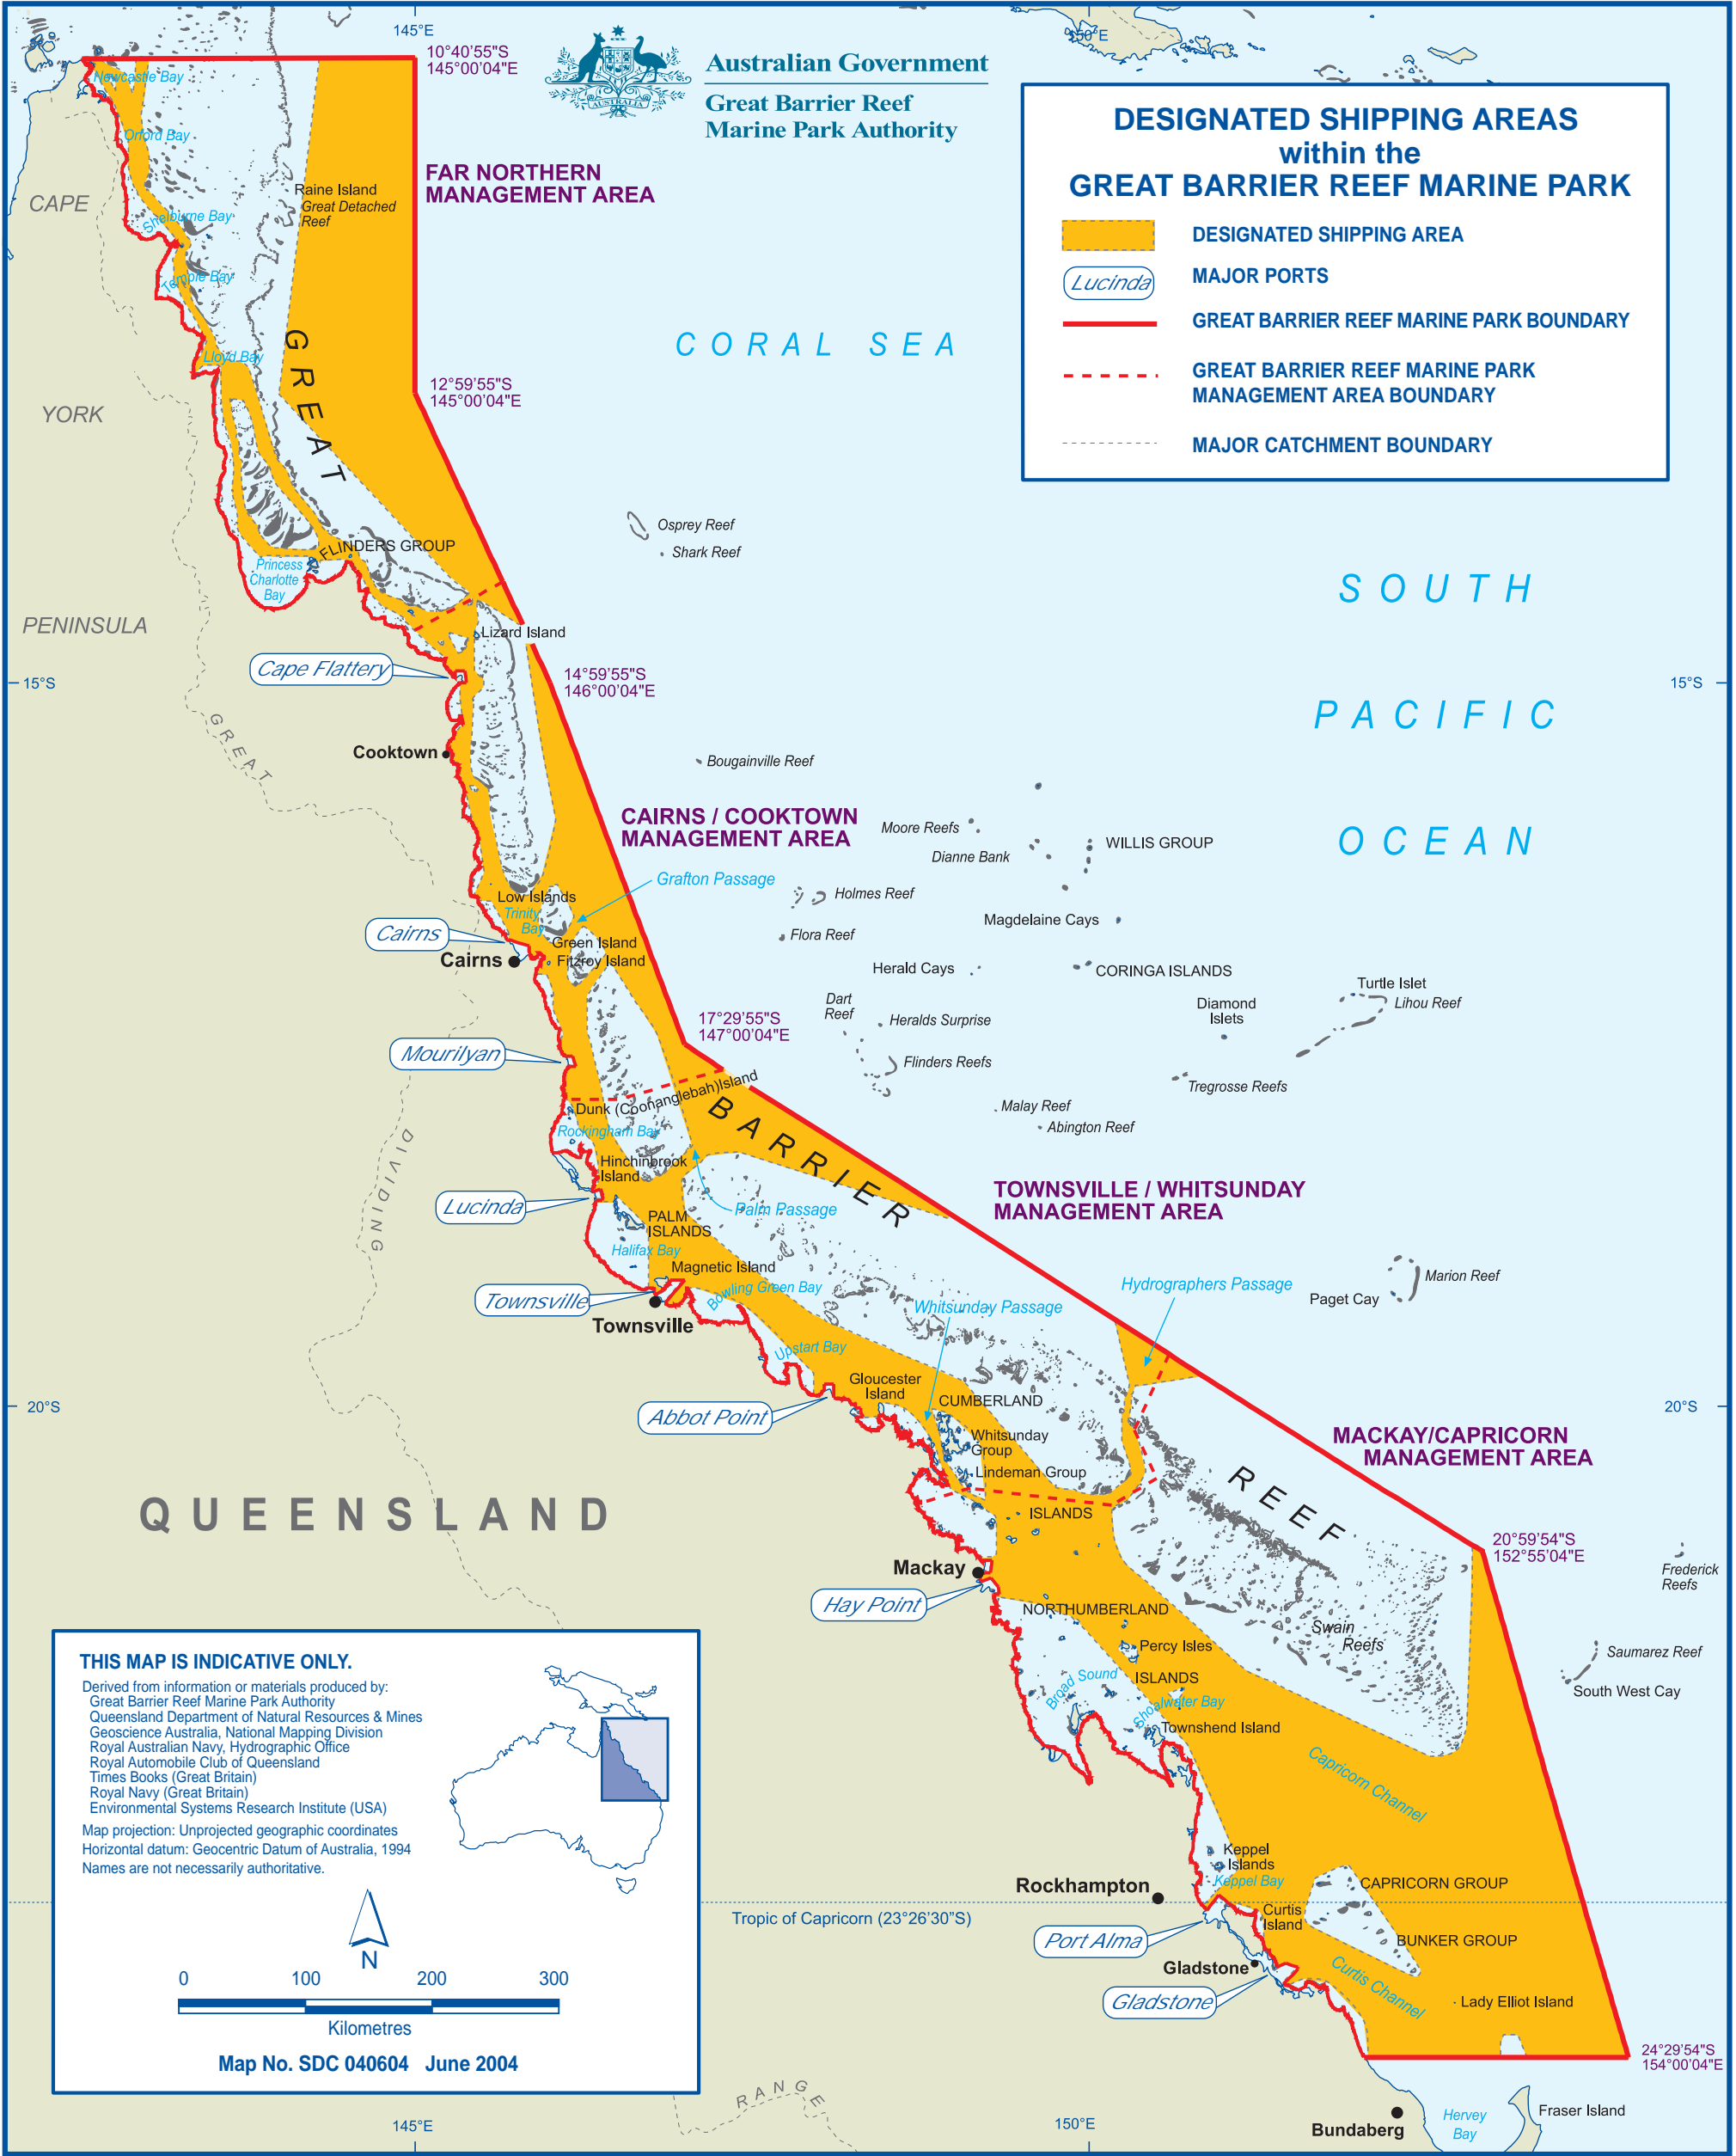 145°E
150°E
10°40'55"S
145°00'04"E
Australian Government
Great Barrier Reef
Marine Park Authority
AUSTRALIA
DESIGNATED SHIPPING AREAS
within the
GREAT BARRIER REEF MARINE PARK
DESIGNATED SHIPPING AREA
Lucinda
MAJOR PORTS
GREAT BARRIER REEF MARINE PARK BOUNDARY
GREAT BARRIER REEF MARINE PARK
MANAGEMENT AREA BOUNDARY
MAJOR CATCHMENT BOUNDARY
Newcastle Bay
Orford Bay
FAR NORTHERN
MANAGEMENT AREA
CAPE
Raine Island
Great Detached
Reef
Shelburne Bay
Temple Bay
GREAT
CORAL SEA
Lloyd Bay
12°59'55"S
145°00'04"E
YORK
Osprey Reef
Shark Reef
FLINDERS GROUP
Princess
Charlotte
Bay
SOUTH
PENINSULA
Lizard Island
Cape Flattery
14°59'55"S
146°00'04"E
15°S
15°S
PACIFIC
GREAT
Cooktown
Bougainville Reef
CAIRNS / COOKTOWN
MANAGEMENT AREA
Moore Reefs
Dianne Bank
WILLIS GROUP
OCEAN
Grafton Passage
Low Islands
Trinity
Bay
Holmes Reef
Magdelaine Cays
Cairns
Green Island
Flora Reef
Cairns
Fitzroy Island
Herald Cays
CORINGA ISLANDS
Turtle Islet
Lihou Reef
Dart
Reef
Diamond
Islets
17°29'55"S
147°00'04"E
Heralds Surprise
Mourilyan
Flinders Reefs
Tregrosse Reefs
Dunk (Coonanglebah)Island
Malay Reef
Abington Reef
BARRIER
Rockingham Bay
DIVIDING
Hinchinbrook
Island
Lucinda
TOWNSVILLE / WHITSUNDAY
MANAGEMENT AREA
Palm Passage
PALM
ISLANDS
Halifax Bay
Magnetic Island
Marion Reef
Hydrographers Passage
Bowling Green Bay
Paget Cay
Townsville
Whitsunday Passage
Townsville
Upstart Bay
Gloucester
Island
20°S
20°S
CUMBERLAND
Abbot Point
MACKAY/CAPRICORN
MANAGEMENT AREA
Whitsunday
Group
Lindeman Group
REEF
QUEENSLAND
ISLANDS
20°59'54"S
152°55'04"E
Mackay
Frederick
Reefs
Hay Point
NORTHUMBERLAND
Swain
Reefs
Percy Isles
Saumarez Reef
ISLANDS
Broad Sound
South West Cay
Shoalwater Bay
Townshend Island
Capricorn Channel
THIS MAP IS INDICATIVE ONLY.
Derived from information or materials produced by:
Great Barrier Reef Marine Park Authority
Queensland Department of Natural Resources & Mines
Geoscience Australia, National Mapping Division
Royal Australian Navy, Hydrographic Office
Royal Automobile Club of Queensland
Times Books (Great Britain)
Royal Navy (Great Britain)
Environmental Systems Research Institute (USA)
Map projection: Unprojected geographic coordinates
Horizontal datum: Geocentric Datum of Australia, 1994
Names are not necessarily authoritative.
N
0 100 200 300
Kilometres
Map No. SDC 040604 June 2004
Keppel
Islands
Keppel Bay
Rockhampton
CAPRICORN GROUP
Tropic of Capricorn (23°26'30"S)
Curtis
Island
Port Alma
BUNKER GROUP
Gladstone
Curtis Channel
Gladstone
Lady Elliot Island
24°29'54"S
154°00'04"E
RANGE
145°E
150°E
Bundaberg
Hervey
Bay
Fraser Island